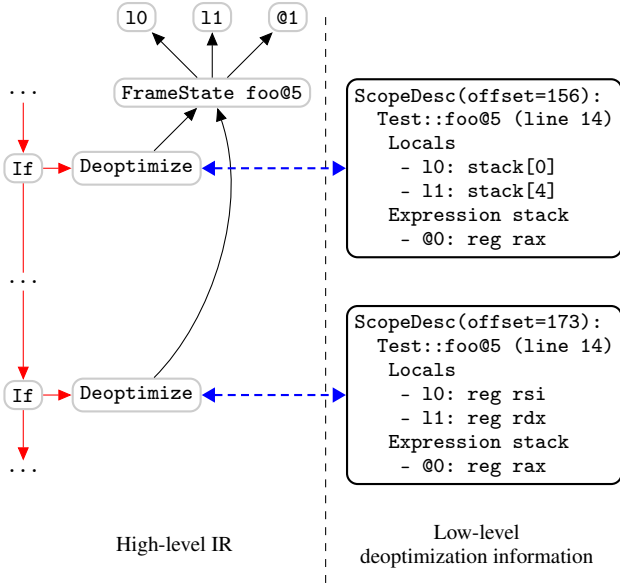 l0 l1 @1
FrameState foo@5
...
If Deoptimize
...
If Deoptimize
...
High-level IR
ScopeDesc(offset=156):
Test::foo@5 (line 14)
Locals
- l0: stack[0]
- l1: stack[4]
Expression stack
- @0: reg rax
ScopeDesc(offset=173):
Test::foo@5 (line 14)
Locals
- l0: reg rsi
- l1: reg rdx
Expression stack
- @0: reg rax
Low-level
deoptimization information